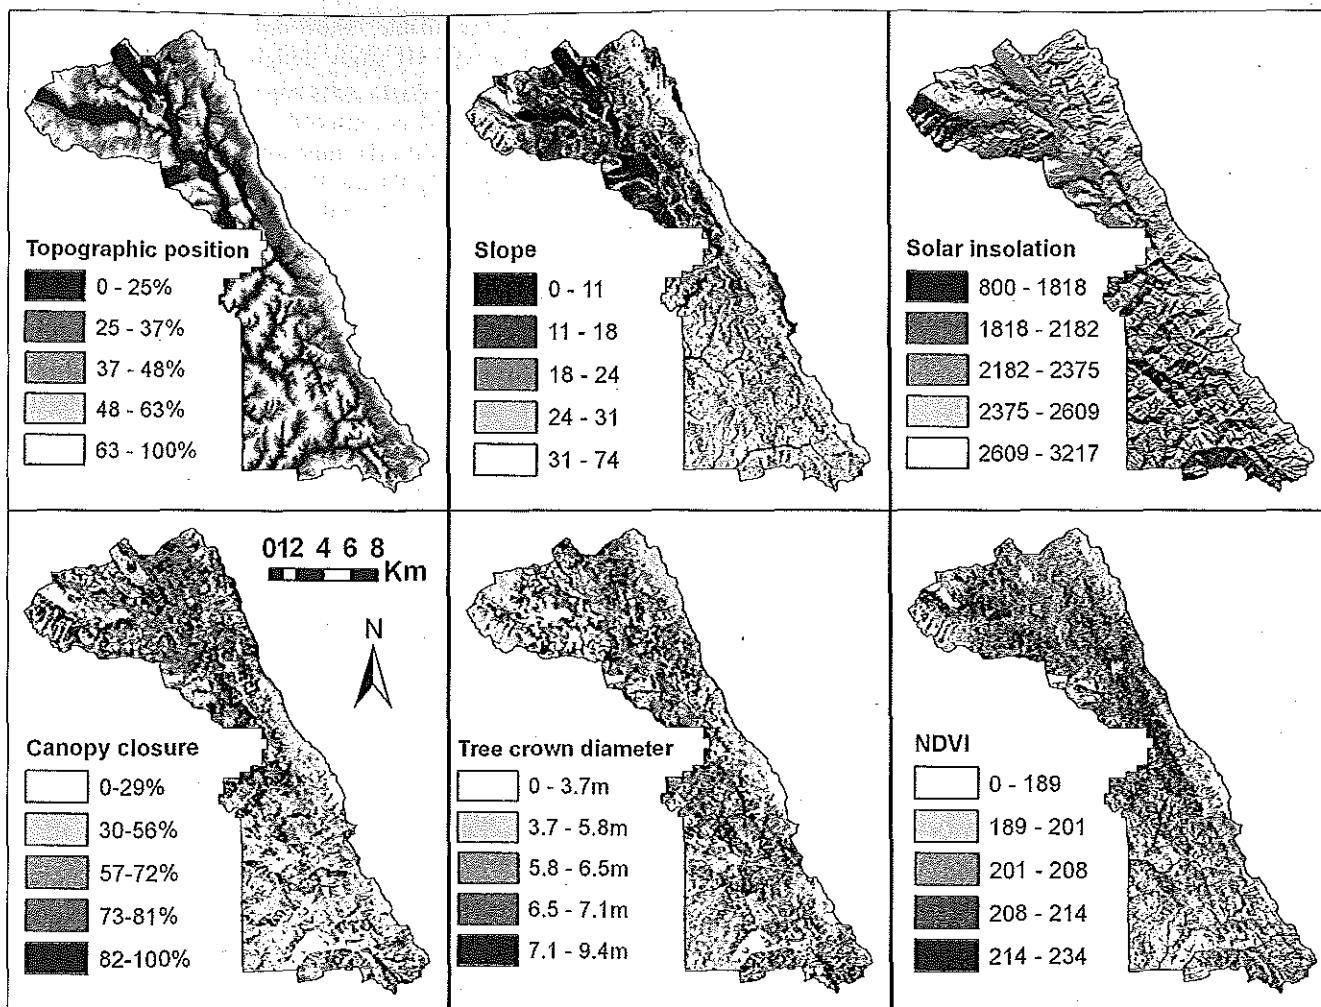 Topographic position
0 - 25%
25 - 37%
37 - 48%
48 - 63%
63 - 100%
Slope
0 - 11
11 - 18
18 - 24
24 - 31
31 - 74
Solar insolation
800 - 1818
1818 - 2182
2182 - 2375
2375 - 2609
2609 - 3217
012 4 6 8
Km
N
Canopy closure
0-29%
30-56%
57-72%
73-81%
82-100%
Tree crown diameter
0 - 3.7m
3.7 - 5.8m
5.8 - 6.5m
6.5 - 7.1m
7.1 - 9.4m
NDVI
0 - 189
189 - 201
201 - 208
208 - 214
214 - 234